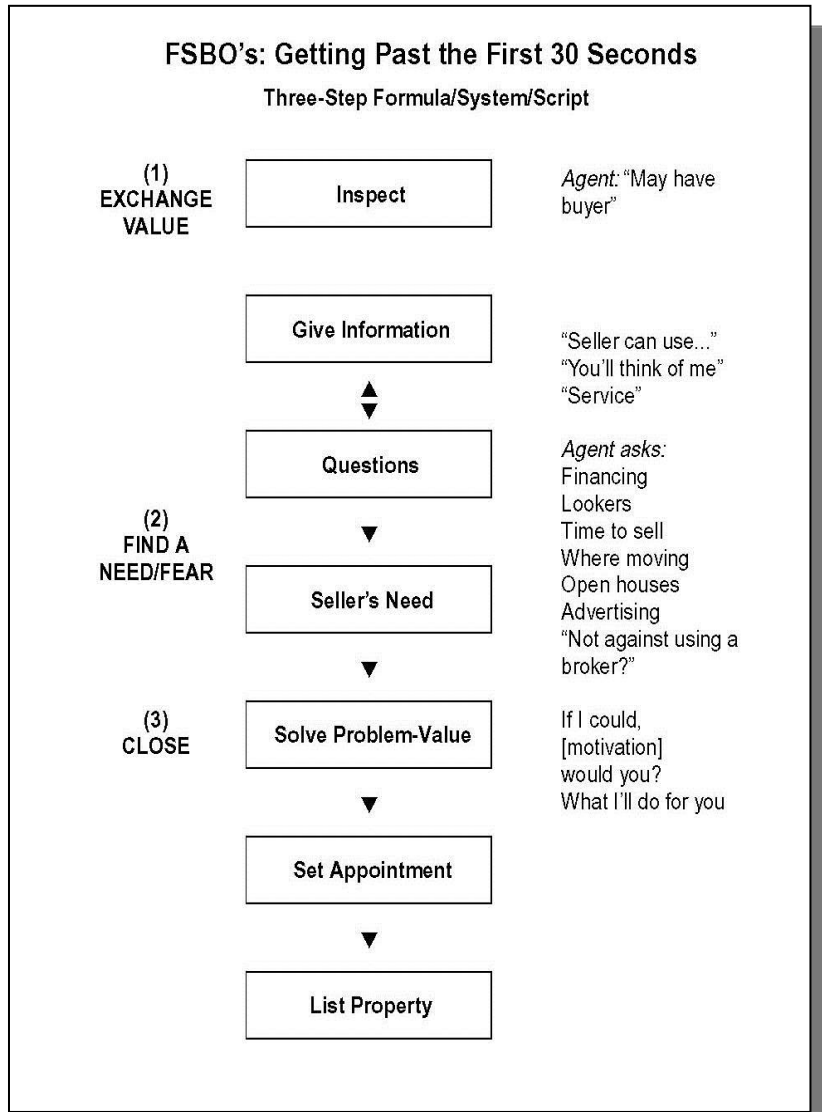 FSBO’s: Getting Past the First 30 Seconds
Three-Step Formula/System/Script
(1)
EXCHANGE
VALUE
Inspect
Agent: “May have
buyer”
Give Information
“Seller can use...”
“You’ll think of me”
“Service”
Questions
Agent asks:
Financing
Lookers
Time to sell
Where moving
Open houses
Advertising
“Not against using a
broker?”
(2)
FIND A
NEED/FEAR
Seller’s Need
(3)
CLOSE
Solve Problem-Value
If I could,
[motivation]
would you?
What I’ll do for you
Set Appointment
List Property